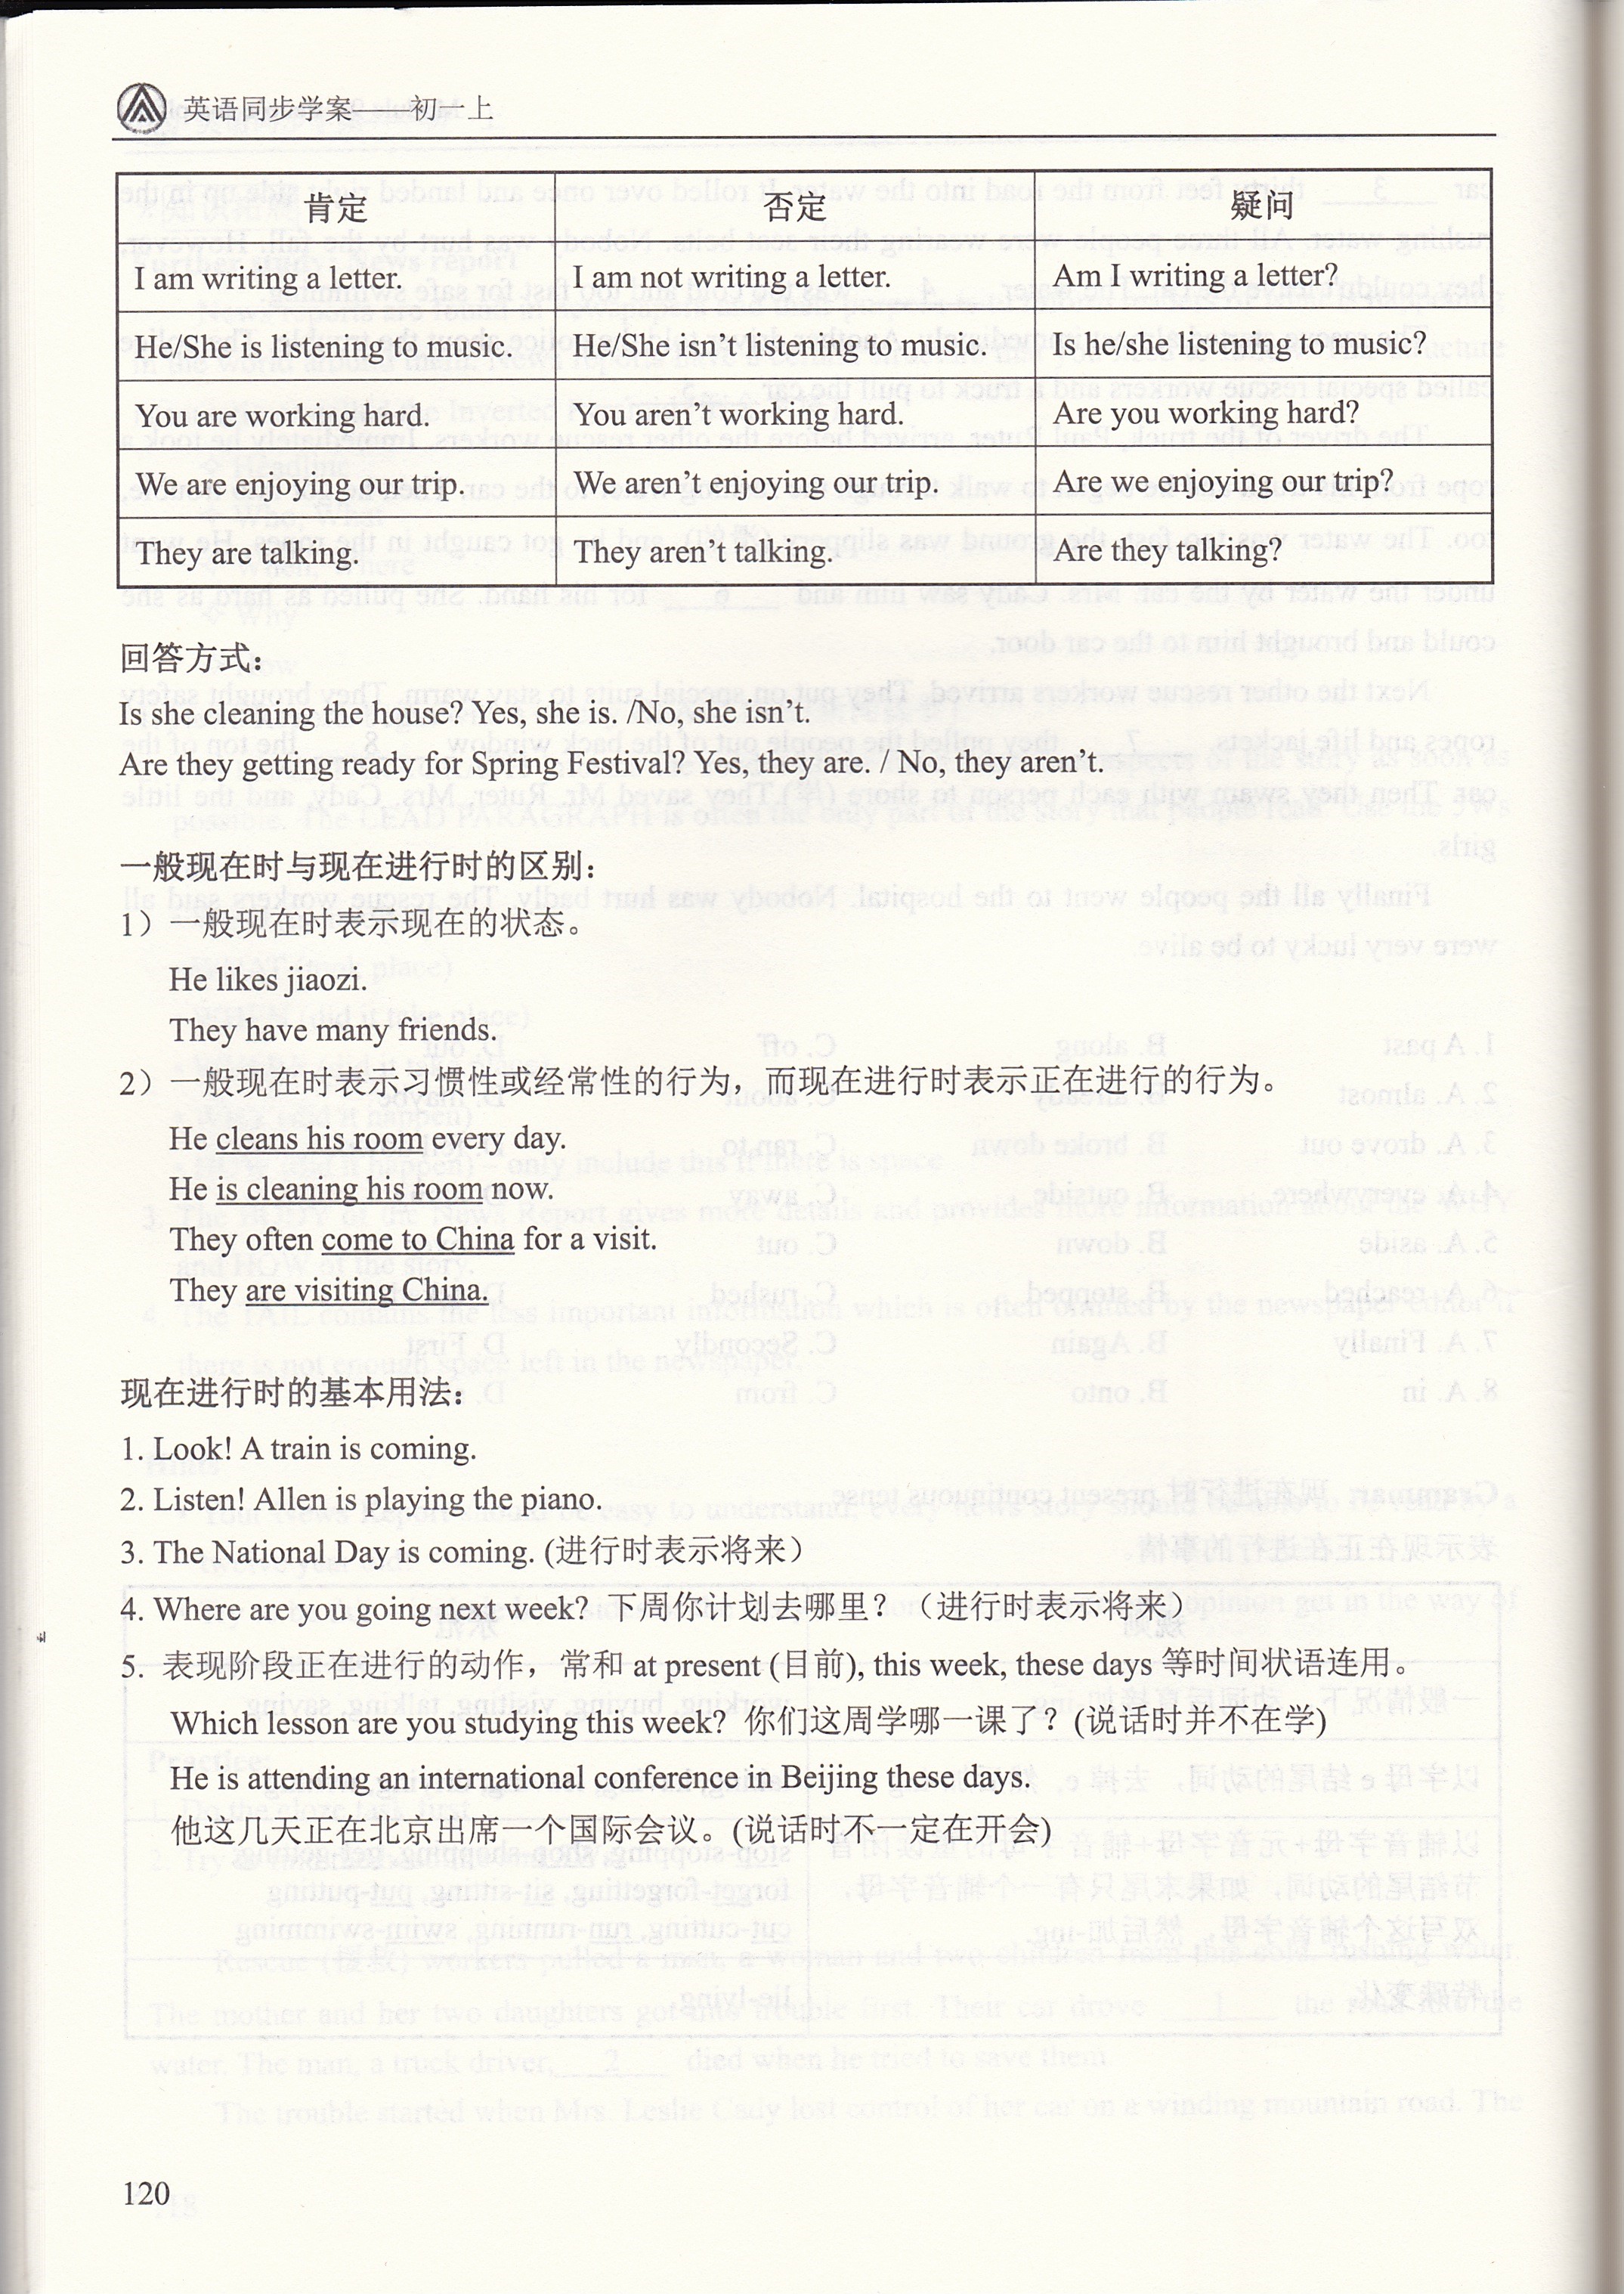 英语同步学案——初一上
肯定 否定 疑问
I am writing a letter. I am not writing a letter. Am I writing a letter?
He/She is listening to music. He/She isn't listening to music. Is he/she listening to music?
You are working hard. You aren't working hard. Are you working hard?
We are enjoying our trip. We aren't enjoying our trip. Are we enjoying our trip?
They are talking. They aren't talking. Are they talking?
回答方式：
Is she cleaning the house? Yes, she is. /No, she isn't.
Are they getting ready for Spring Festival? Yes, they are. / No, they aren't.
一般现在时与现在进行时的区别：
1）一般现在时表示现在的状态。
He likes jiaozi.
They have many friends.
2）一般现在时表示习惯性或经常性的行为，而现在进行时表示正在进行的行为。
He cleans his room every day.
He is cleaning his room now.
They often come to China for a visit.
They are visiting China.
现在进行时的基本用法：
1. Look! A train is coming.
2. Listen! Allen is playing the piano.
3. The National Day is coming. (进行时表示将来）
4. Where are you going next week? 下周你计划去哪里？（进行时表示将来）
5. 表现阶段正在进行的动作，常和 at present (目前), this week, these days 等时间状语连用。
Which lesson are you studying this week? 你们这周学哪一课了？(说话时并不在学)
He is attending an international conference in Beijing these days.
他这几天正在北京出席一个国际会议。(说话时不一定在开会)
120